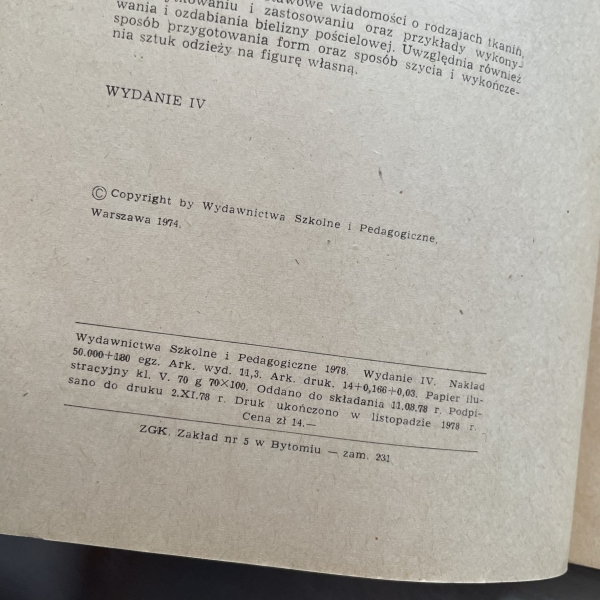 wiadomości o rodzajach tkanin,
i zastosowaniu oraz przykłady wykony-
wania i ozdabiania bielizny pościelowej. Uwzględnia również
sposób przygotowania form oraz sposób szycia i wykończe-
nia sztuk odzieży na figurę własną.
WYDANIE IV
© Copyright by Wydawnictwa Szkolne i Pedagogiczne,
Warszawa 1974.
Wydawnictwa Szkolne i Pedagogiczne 1978. Wydanie IV. Nakład
50.000+180 egz. Ark. wyd. 11,3. Ark. druk. 14+0,166+0,03. Papier ilu-
stracyjny kl. V. 70 g 70×100. Oddano do składania 11.08.78 r. Podpi-
sano do druku 2.XI.78 r. Druk ukończono w listopadzie 1978 r.
Cena zł 14.—
ZGK. Zakład nr 5 w Bytomiu — zam. 231